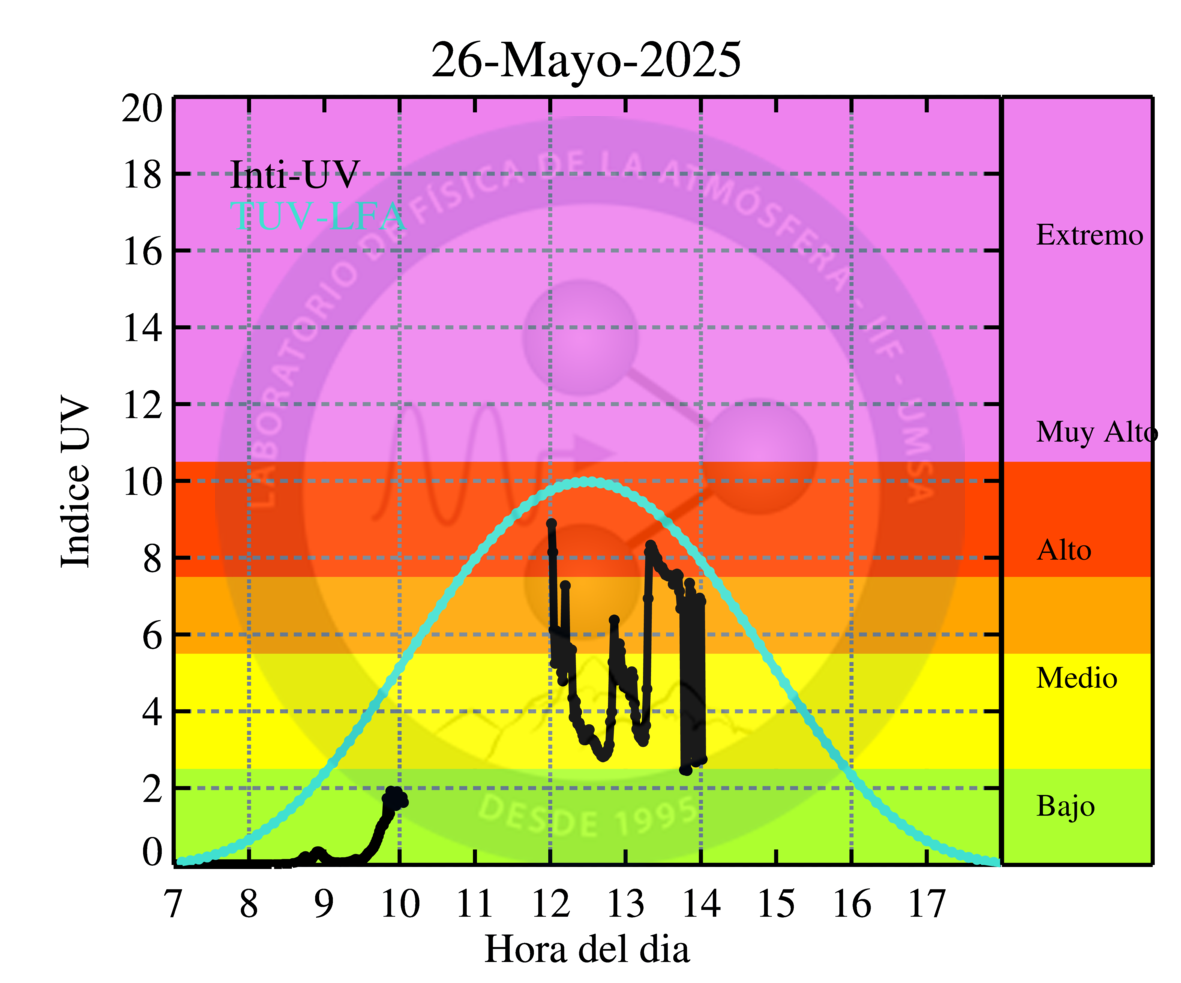 26-Mayo-2025
Inti-UV
TUV-LFA
LABORATORIO DE FÍSICA DE LA ATMÓSFERA - IIF - UMSA
DESDE 1995
Indice UV
20
18
16
14
12
10
8
6
4
2
0
Extremo
Muy Alto
Alto
Medio
Bajo
7 8 9 10 11 12 13 14 15 16 17
Hora del dia